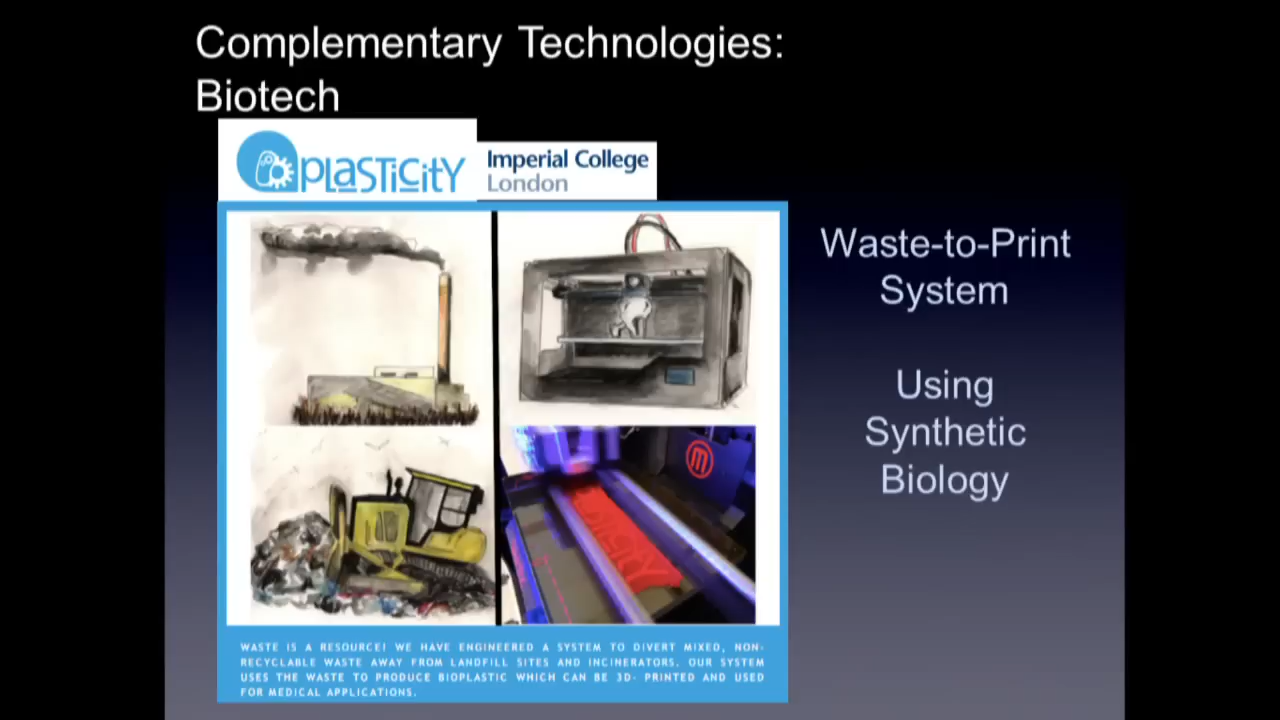 Complementary Technologies:
Biotech
PLASTICITY
Imperial College
London
Waste-to-Print
System
Using
Synthetic
Biology
M
WASTE IS A RESOURCE! WE HAVE ENGINEERED A SYSTEM TO DIVERT MIXED, NON-
RECYCLABLE WASTE AWAY FROM LANDFILL SITES AND INCINERATORS. OUR SYSTEM
USES THE WASTE TO PRODUCE BIOPLASTIC WHICH CAN BE 3D- PRINTED AND USED
FOR MEDICAL APPLICATIONS.